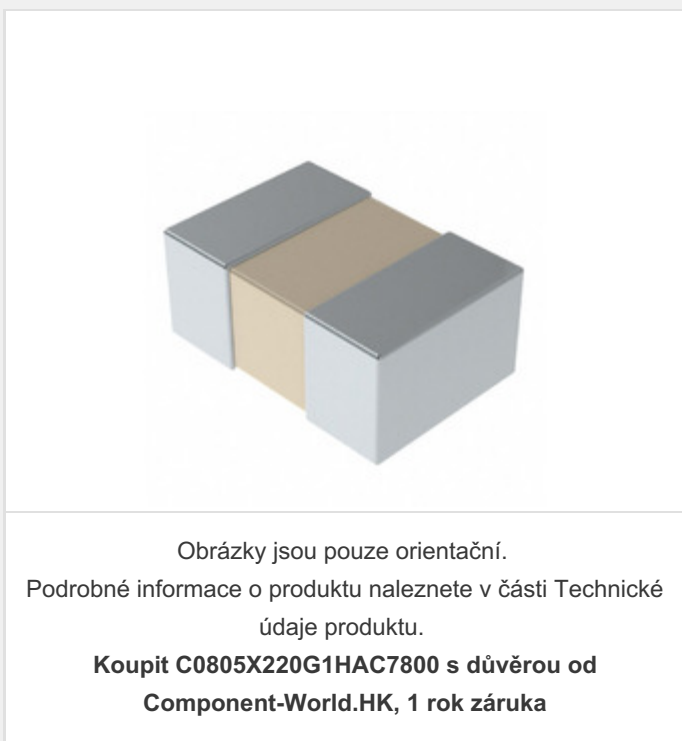 Obrázky jsou pouze orientační.
Podrobné informace o produktu naleznete v části Technické
údaje produktu.
Koupit C0805X220G1HAC7800 s důvěrou od
Component-World.HK, 1 rok záruka